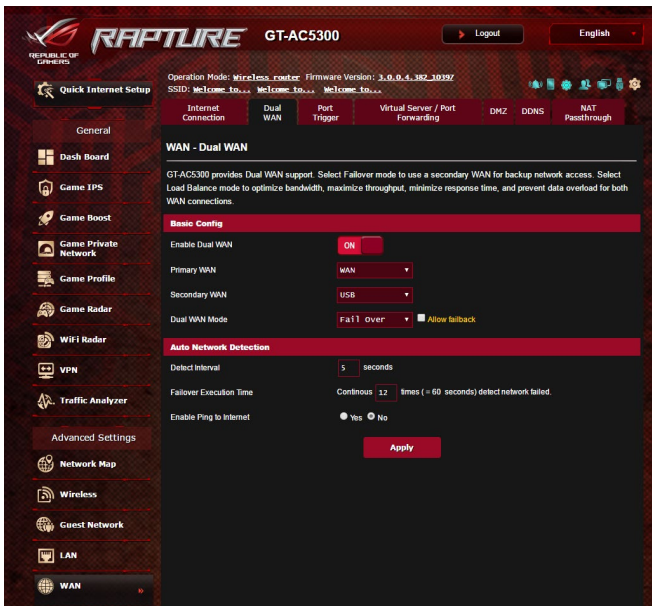 REPUBLIC OF
GAMERS
RAPTURE GT-AC5300 Logout English
Operation Mode: Wireless router Firmware Version: 3.0.0.4.382_10397
SSID: Welcome to... Welcome to... Welcome to...
Quick Internet Setup
General
Dash Board
Game IPS
Game Boost
Game Private
Network
Game Profile
Game Radar
WiFi Radar
VPN
Traffic Analyzer
Advanced Settings
Network Map
Wireless
Guest Network
LAN
WAN
Internet
Connection
Dual
WAN
Port
Trigger
Virtual Server / Port
Forwarding
DMZ
DDNS
NAT
Passthrough
WAN - Dual WAN
GT-AC5300 provides Dual WAN support. Select Failover mode to use a secondary WAN for backup network access. Select
Load Balance mode to optimize bandwidth, maximize throughput, minimize response time, and prevent data overload for both
WAN connections.
Basic Config
Enable Dual WAN ON
Primary WAN WAN
Secondary WAN USB
Dual WAN Mode Fail Over Allow failback
Auto Network Detection
Detect Interval 5 seconds
Failover Execution Time Continous 12 times ( = 60 seconds) detect network failed.
Enable Ping to Internet Yes No
Apply